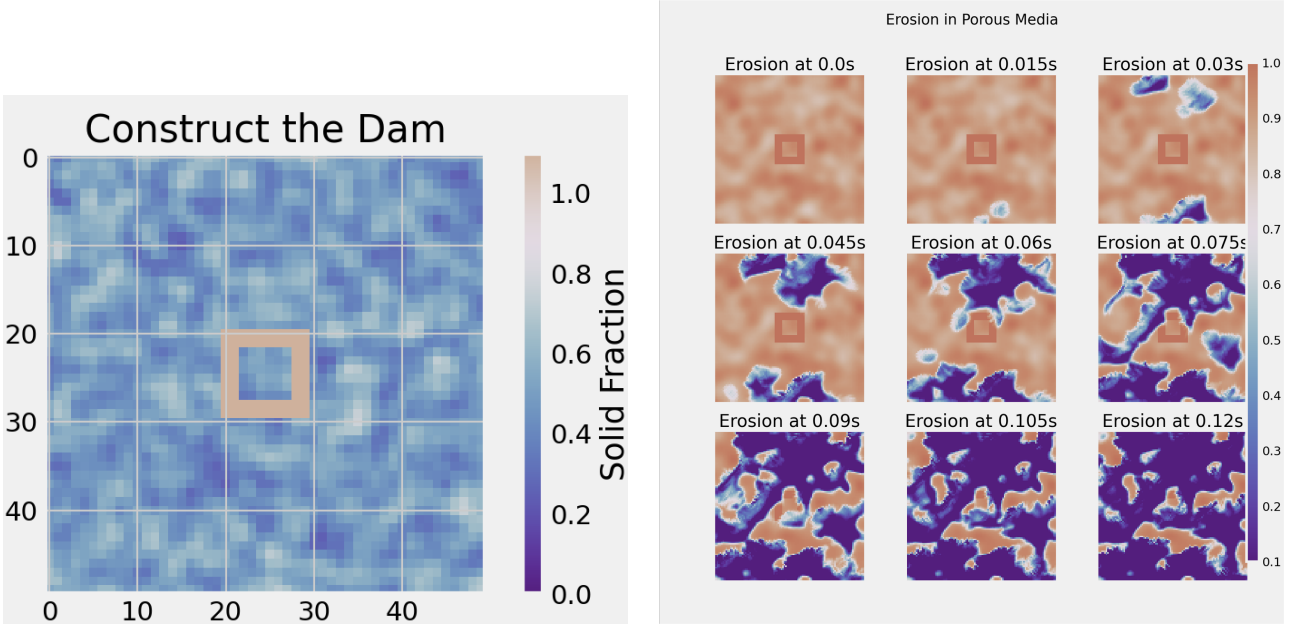 Construct the Dam
0
10
20
30
40
0
10
20
30
40
1.0
0.8
0.6
0.4
0.2
0.0
Solid Fraction
Erosion in Porous Media
Erosion at 0.0s
Erosion at 0.015s
Erosion at 0.03s
Erosion at 0.045s
Erosion at 0.06s
Erosion at 0.075s
Erosion at 0.09s
Erosion at 0.105s
Erosion at 0.12s
1.0
0.9
0.8
0.7
0.6
0.5
0.4
0.3
0.2
0.1